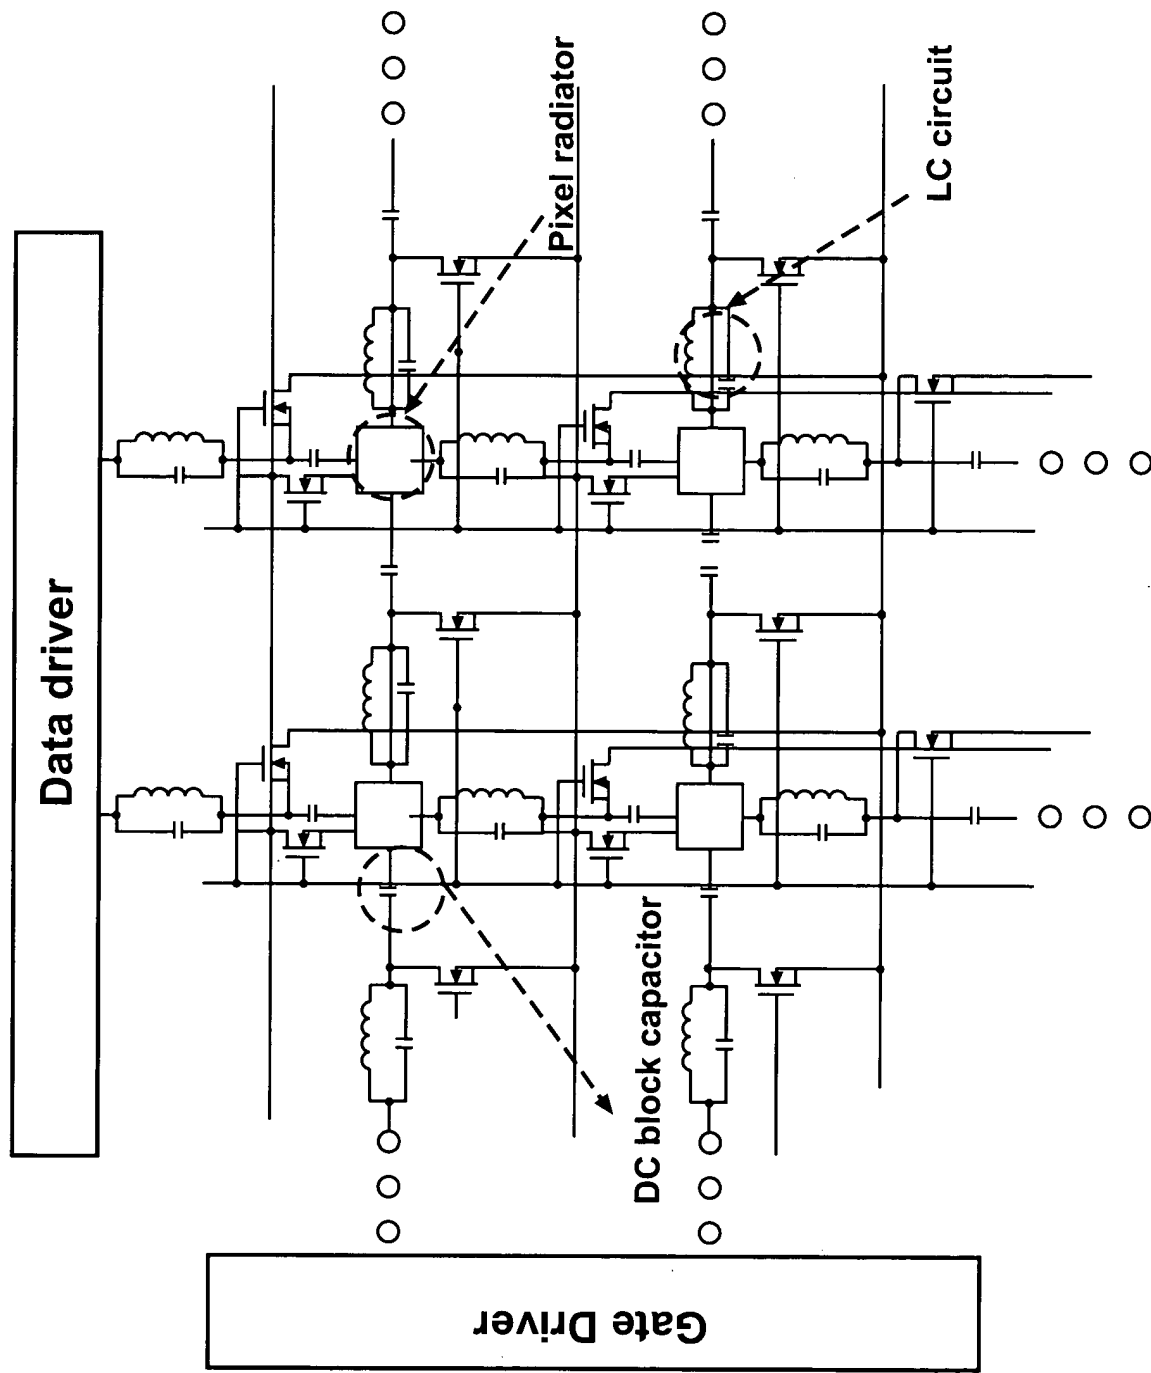 Data driver
Pixel radiator
LC circuit
DC block capacitor
Gate Driver